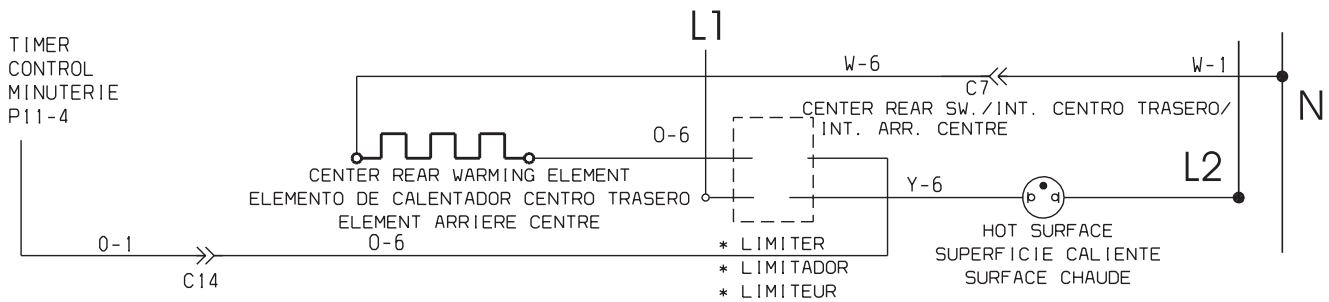 L1
TIMER
CONTROL
MINUTERIE
P11-4
W-6
W-1
C7
CENTER REAR SW./INT. CENTRO TRASERO/
INT. ARR. CENTRE
N
O-6
CENTER REAR WARMING ELEMENT
ELEMENTO DE CALENTADOR CENTRO TRASERO
ELEMENT ARRIERE CENTRE
Y-6
L2
HOT SURFACE
SUPERFICIE CALIENTE
SURFACE CHAUDE
O-1
C14
O-6
* LIMITER
* LIMITADOR
* LIMITEUR